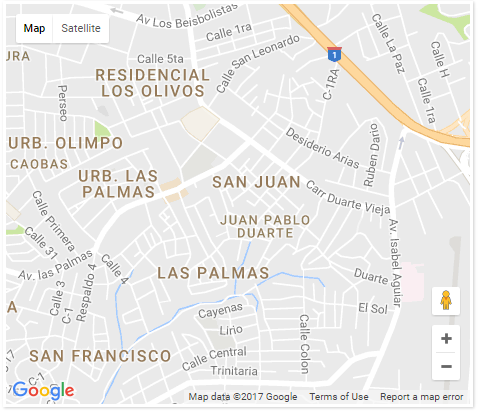 Map
Satellite
Av Los Beisbolistas
Calle 1ra
Calle 5ta
Calle San Leonardo
Calle La Paz
Calle H
1
C-1RA
Calle 1ra
URA
RESIDENCIAL
LOS OLIVOS
Perseo
URB. OLIMPO
CAOBAS
Desiderio Arias
Ruben Dario
URB. LAS
PALMAS
SAN JUAN
Carr Duarte Vieja
JUAN PABLO
DUARTE
Av. Isabel Aguiar
Calle Primera
Calle 31
Av. las Palmas
Calle 4
Calle 3
C-1
Respaldo 4
LAS PALMAS
Duarte
El Sol
A
Cayenas
Lirio
Calle Colon
SAN FRANCISCO
Calle Central
Trinitaria
17
C-1
Google
Map data ©2017 Google
Terms of Use
Report a map error